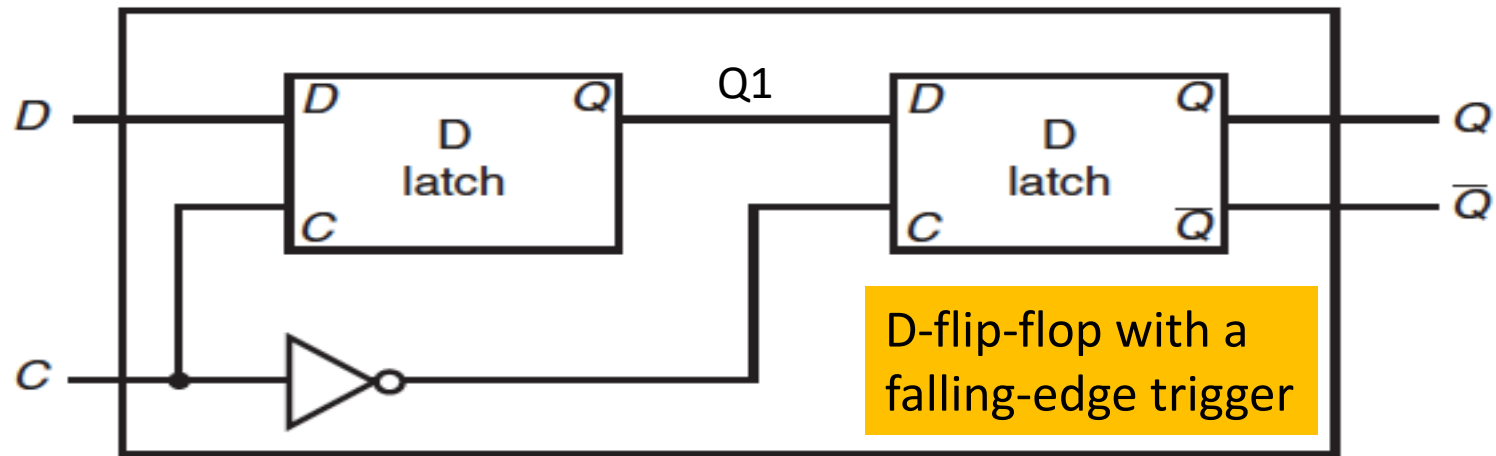 Q1
D
D
Q
D
latch
C
D
Q
D
latch
C
Q̅
Q
Q̅
C
D-flip-flop with a
falling-edge trigger